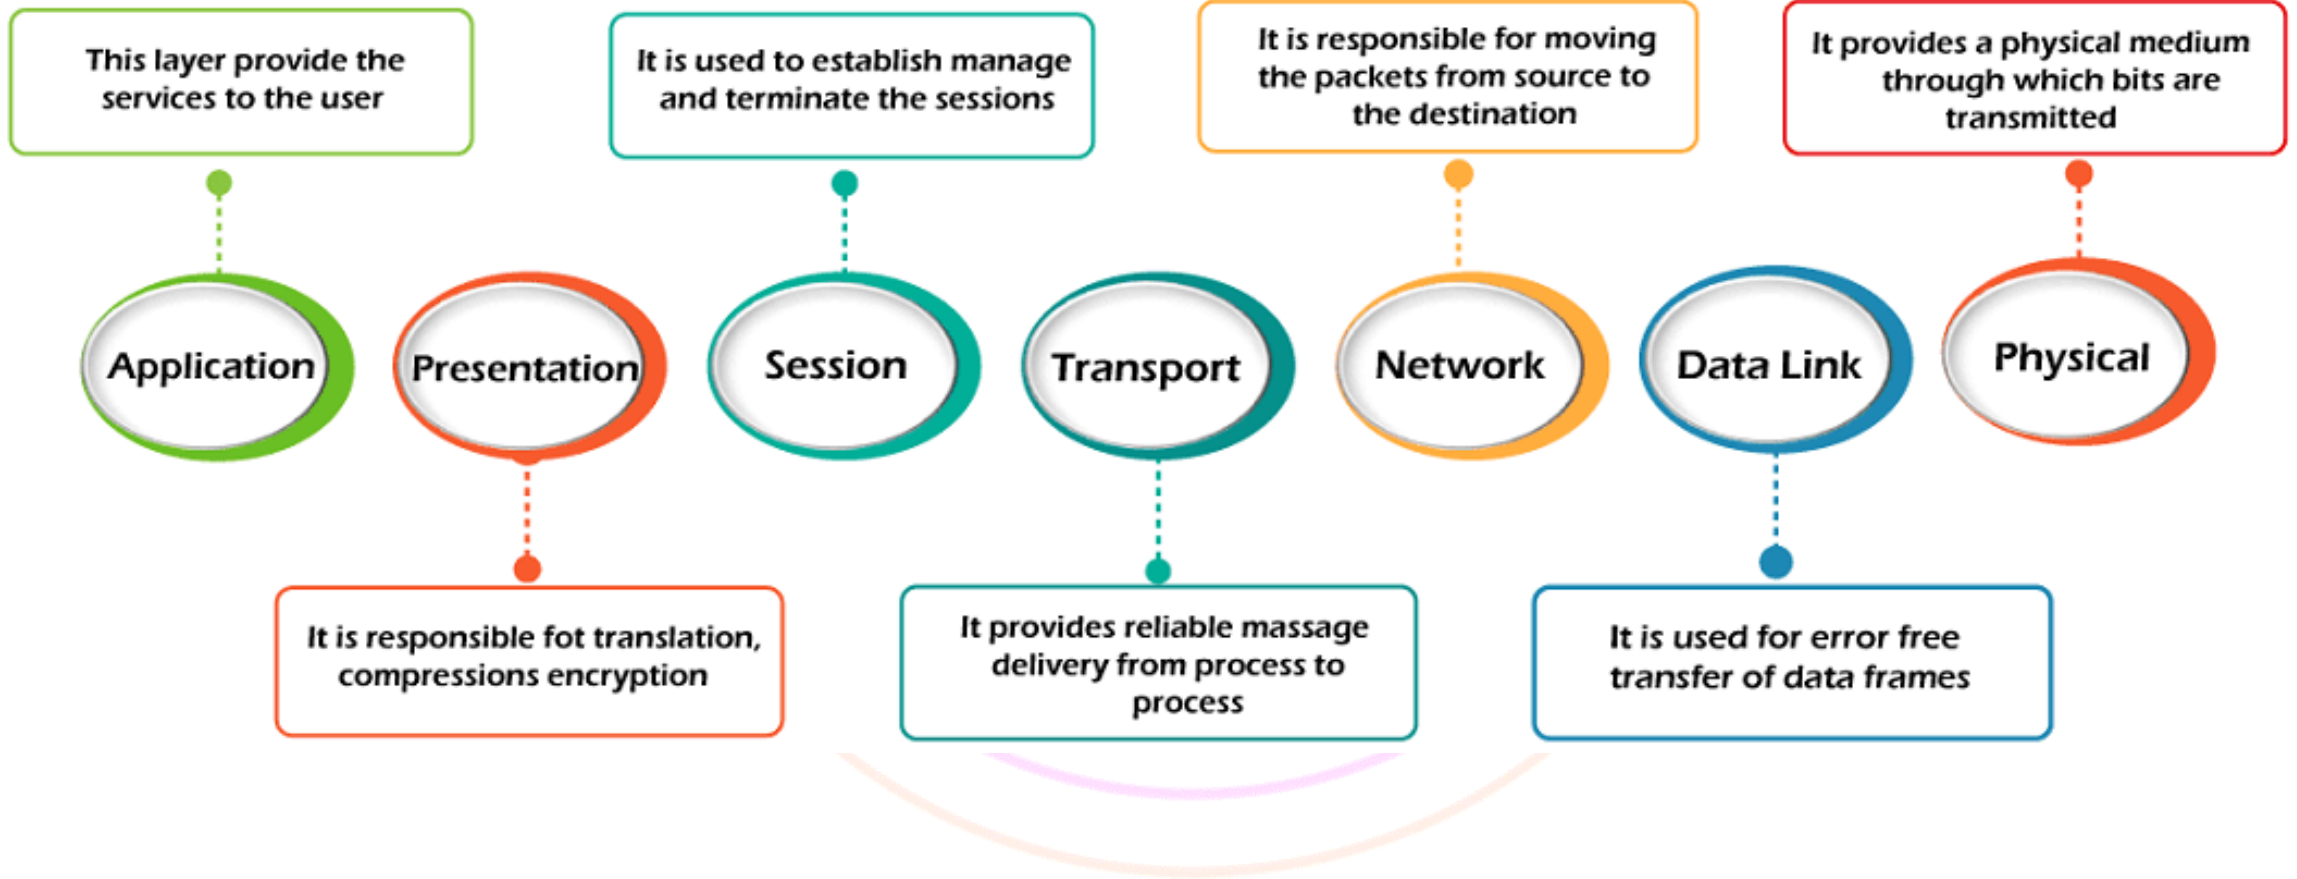 This layer provide the
services to the user
It is used to establish manage
and terminate the sessions
It is responsible for moving
the packets from source to
the destination
It provides a physical medium
through which bits are
transmitted
Application
Presentation
Session
Transport
Network
Data Link
Physical
It is responsible fot translation,
compressions encryption
It provides reliable massage
delivery from process to
process
It is used for error free
transfer of data frames